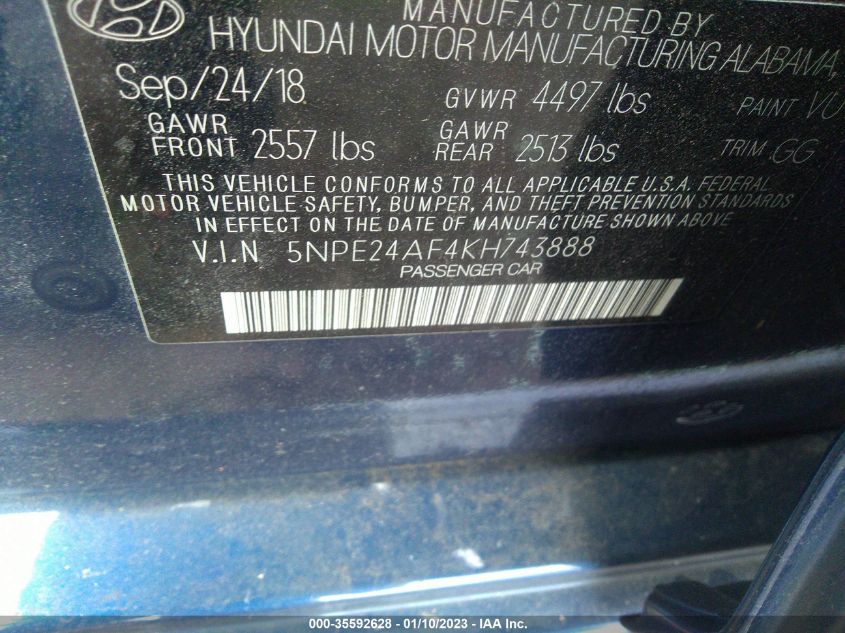 MANUFACTURED BY
HYUNDAI MOTOR MANUFACTURING ALABAMA,
Sep/24/18 GVWR 4497 lbs PAINT VU
GAWR FRONT 2557 lbs GAWR REAR 2513 lbs TRIM GG
THIS VEHICLE CONFORMS TO ALL APPLICABLE U.S.A. FEDERAL
MOTOR VEHICLE SAFETY, BUMPER, AND THEFT PREVENTION STANDARDS
IN EFFECT ON THE DATE OF MANUFACTURE SHOWN ABOVE
V.I.N 5NPE24AF4KH743888
PASSENGER CAR
000-35592628 - 01/10/2023 - IAA Inc.